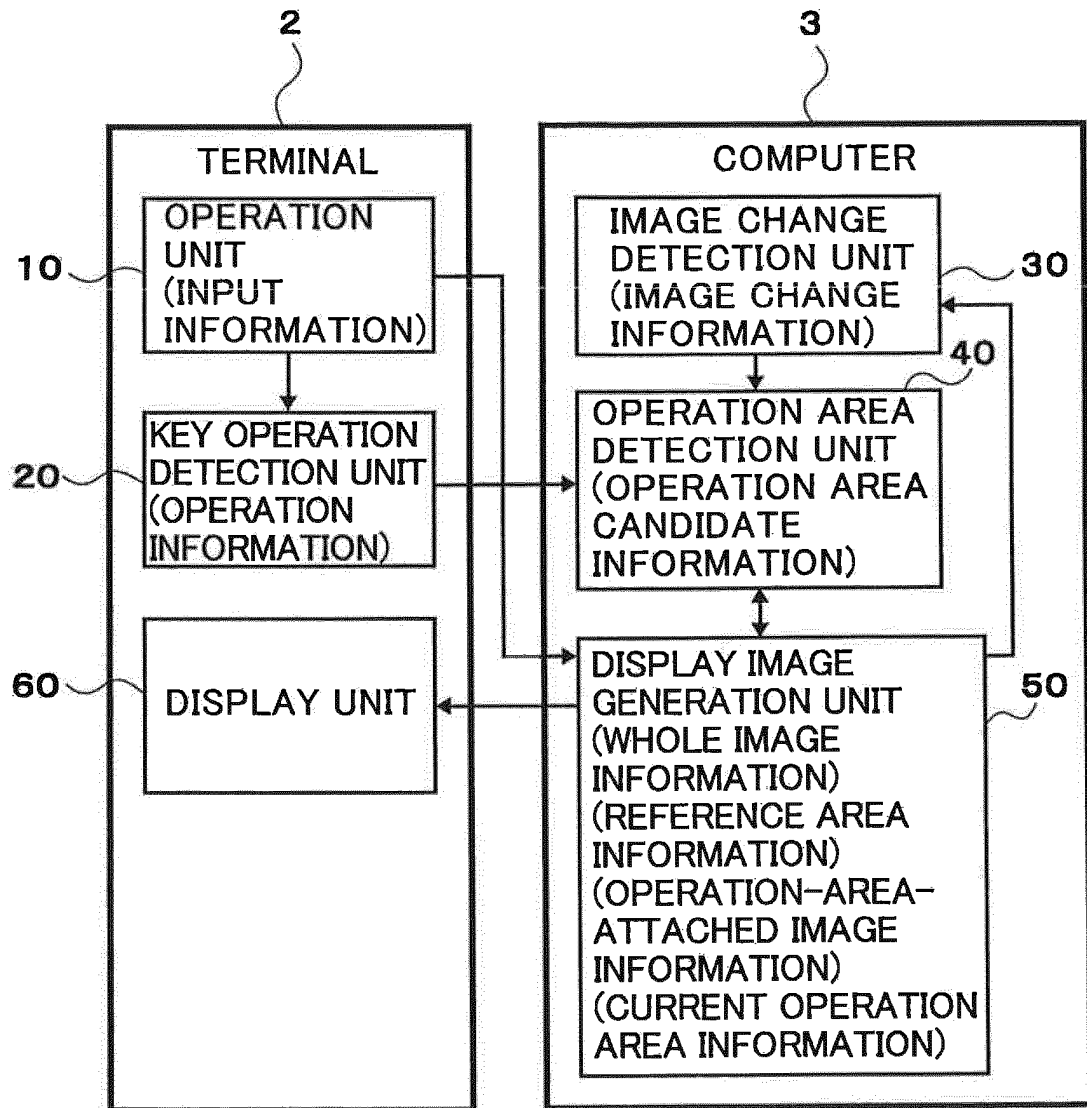 2
3
TERMINAL
COMPUTER
10
OPERATION
UNIT
(INPUT
INFORMATION)
20
KEY OPERATION
DETECTION UNIT
(OPERATION
INFORMATION)
60
DISPLAY UNIT
IMAGE CHANGE
DETECTION UNIT
(IMAGE CHANGE
INFORMATION)
30
40
OPERATION AREA
DETECTION UNIT
(OPERATION AREA
CANDIDATE
INFORMATION)
DISPLAY IMAGE
GENERATION UNIT
(WHOLE IMAGE
INFORMATION)
(REFERENCE AREA
INFORMATION)
(OPERATION-AREA-
ATTACHED IMAGE
INFORMATION)
(CURRENT OPERATION
AREA INFORMATION)
50